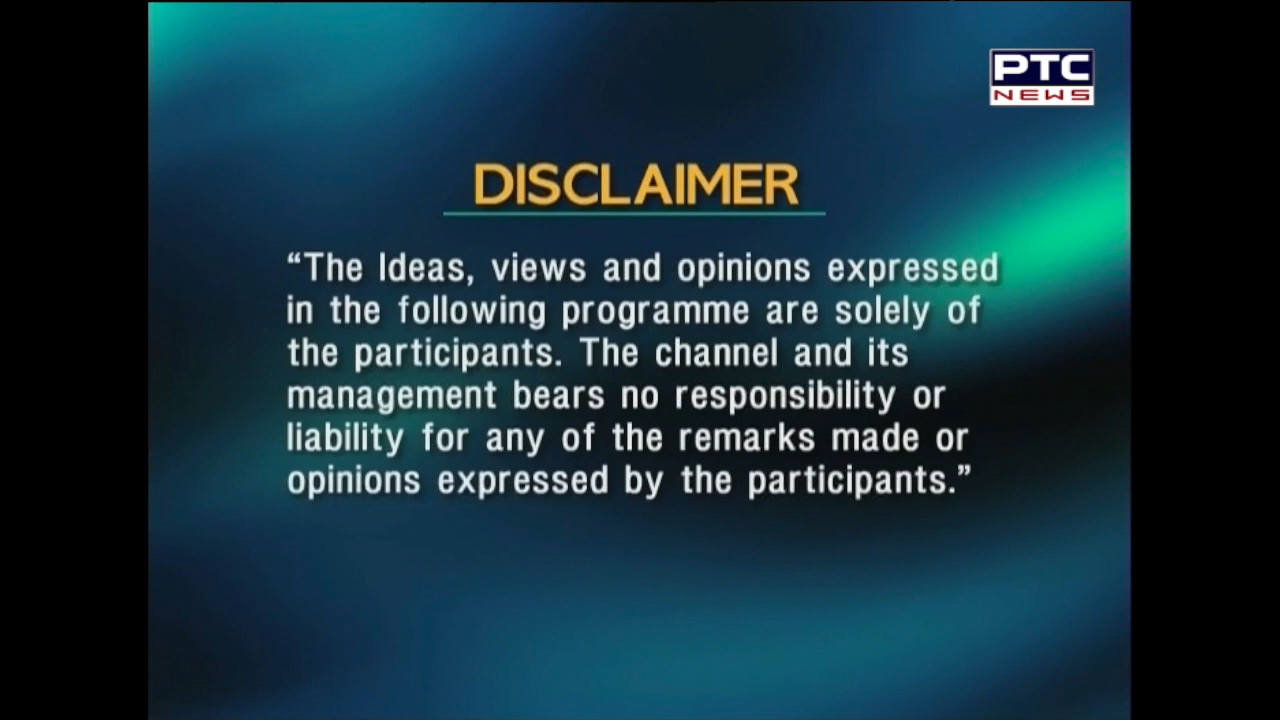 PTC
NEWS
DISCLAIMER
“The Ideas, views and opinions expressed
in the following programme are solely of
the participants. The channel and its
management bears no responsibility or
liability for any of the remarks made or
opinions expressed by the participants.”